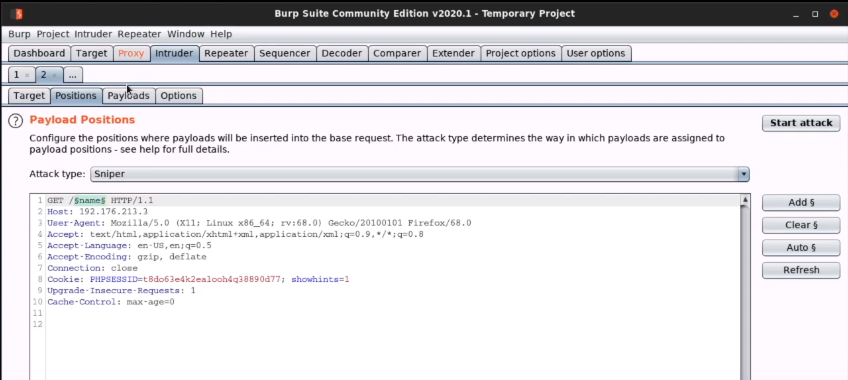 Burp Suite Community Edition v2020.1 - Temporary Project
Burp Project Intruder Repeater Window Help
Dashboard Target Proxy Intruder Repeater Sequencer Decoder Comparer Extender Project options User options
1 × 2 × ...
Target Positions Payloads Options
? Payload Positions
Start attack
Configure the positions where payloads will be inserted into the base request. The attack type determines the way in which payloads are assigned to
payload positions - see help for full details.
Attack type: Sniper
1 GET /§name§ HTTP/1.1
2 Host: 192.176.213.3
3 User-Agent: Mozilla/5.0 (X11; Linux x86_64; rv:68.0) Gecko/20100101 Firefox/68.0
4 Accept: text/html,application/xhtml+xml,application/xml;q=0.9,*/*;q=0.8
5 Accept-Language: en-US,en;q=0.5
6 Accept-Encoding: gzip, deflate
7 Connection: close
8 Cookie: PHPSESSID=t8do63e4k2ealooh4q38890d77; showhints=1
9 Upgrade-Insecure-Requests: 1
10 Cache-Control: max-age=0
11
12
Add §
Clear §
Auto §
Refresh